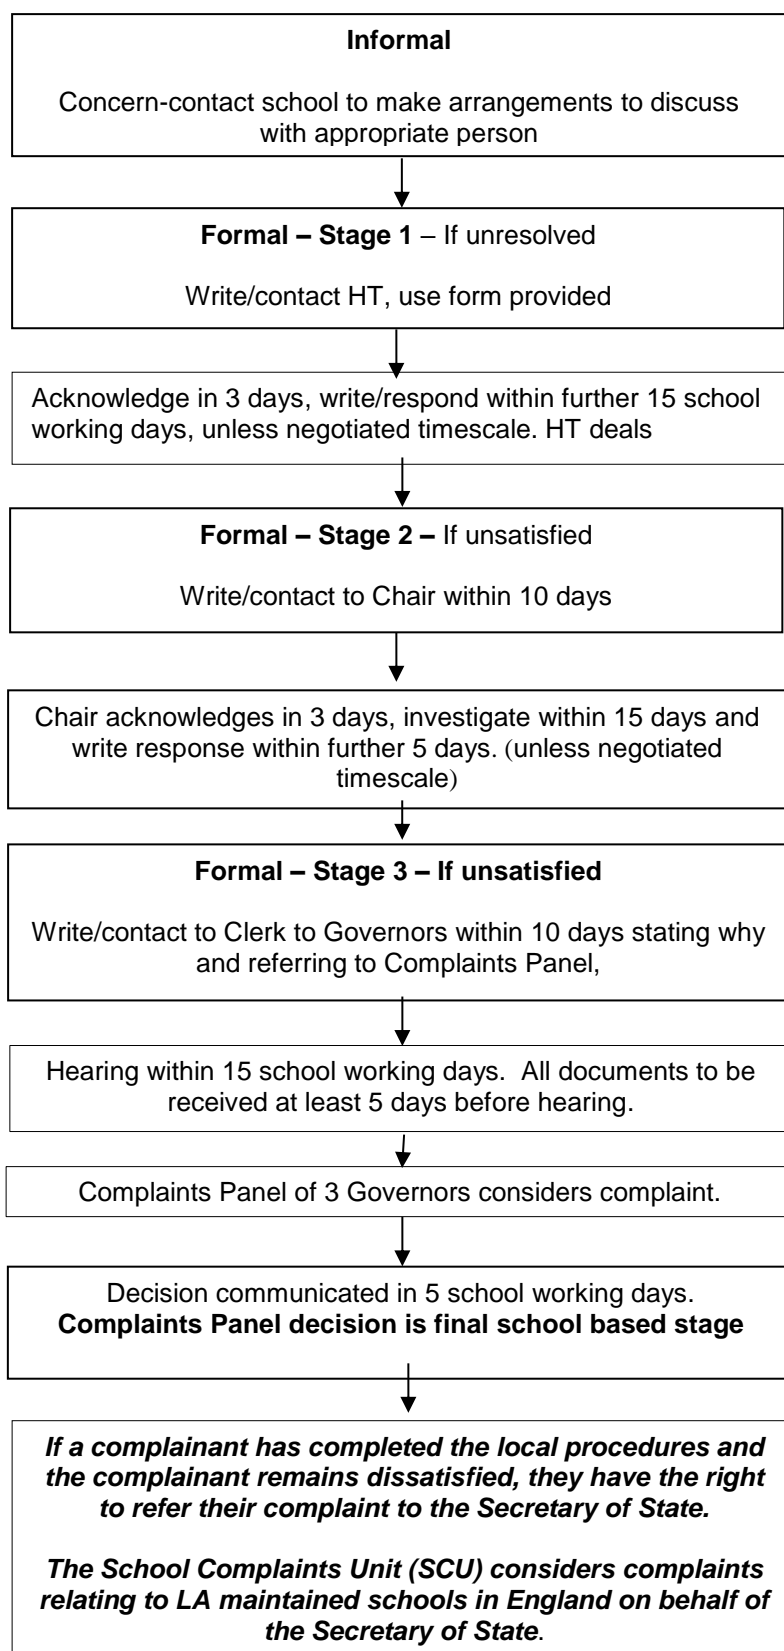 Informal
Concern-contact school to make arrangements to discuss
with appropriate person
Formal – Stage 1 – If unresolved
Write/contact HT, use form provided
Acknowledge in 3 days, write/respond within further 15 school
working days, unless negotiated timescale. HT deals
Formal – Stage 2 – If unsatisfied
Write/contact to Chair within 10 days
Chair acknowledges in 3 days, investigate within 15 days and
write response within further 5 days. (unless negotiated
timescale)
Formal – Stage 3 – If unsatisfied
Write/contact to Clerk to Governors within 10 days stating why
and referring to Complaints Panel,
Hearing within 15 school working days.  All documents to be
received at least 5 days before hearing.
Complaints Panel of 3 Governors considers complaint.
Decision communicated in 5 school working days.
Complaints Panel decision is final school based stage
If a complainant has completed the local procedures and
the complainant remains dissatisfied, they have the right
to refer their complaint to the Secretary of State.
The School Complaints Unit (SCU) considers complaints
relating to LA maintained schools in England on behalf of
the Secretary of State.